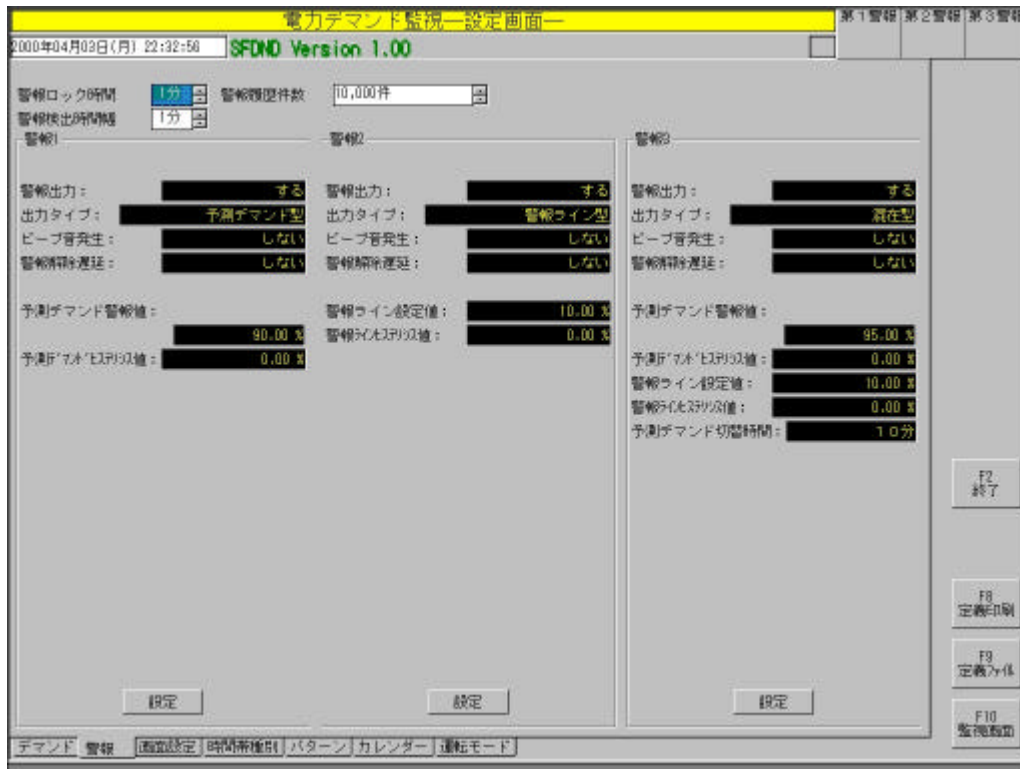 電力デマンド監視―設定画面―
第1警報 第2警報 第3警報
2000年04月03日(月) 22:32:56 SFDND Version 1.00
警報ロック時間 1分 警報履歴件数 10,000件
警報検出時間幅 1分
警報1 警報2 警報3
警報出力: する 警報出力: する 警報出力: する
出力タイプ: 予測デマンド型 出力タイプ: 警報ライン型 出力タイプ: 混在型
ビープ音発生: しない ビープ音発生: しない ビープ音発生: しない
警報解除遅延: しない 警報解除遅延: しない 警報解除遅延: しない
予測デマンド警報値: 警報ライン設定値: 10.00 % 予測デマンド警報値:
90.00 % 警報ラインヒステリシス値: 0.00 % 95.00 %
予測デマンドヒステリシス値: 0.00 % 予測デマンドヒステリシス値: 0.00 %
警報ライン設定値: 10.00 %
警報ラインヒステリシス値: 0.00 %
予測デマンド切替時間: 10分
F2
終了
F8
定義印刷
F9
定義ファイル
設定 設定 設定
F10
監視画面
デマンド 警報 画面設定 時間帯種別 パターン カレンダー 運転モード